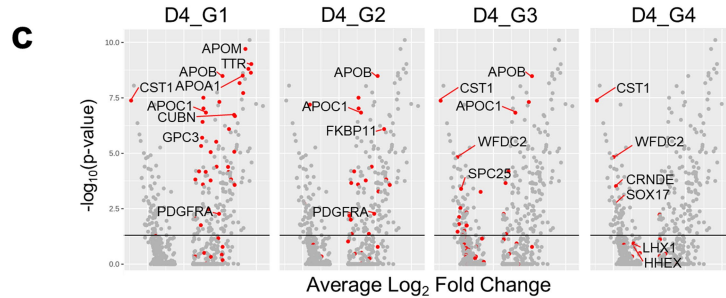 c
D4_G1 D4_G2 D4_G3 D4_G4
-log10(p-value)
10.0
7.5
5.0
2.5
0.0
APOM
TTR
APOB
APOA1
CST1
APOC1
CUBN
GPC3
PDGFRA
APOB
APOC1
FKBP11
PDGFRA
APOB
CST1
APOC1
WFDC2
SPC25
CST1
WFDC2
CRNDE
SOX17
LHX1
HHEX
Average Log2 Fold Change